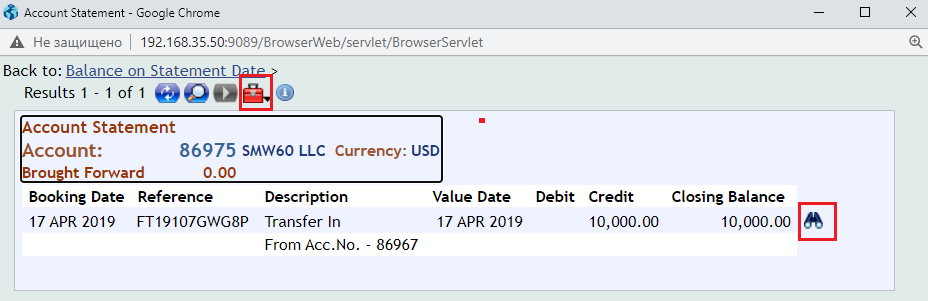 Account Statement - Google Chrome
Не защищено 192.168.35.50:9089/BrowserWeb/servlet/BrowserServlet
Back to: Balance on Statement Date >
Results 1 - 1 of 1
Account Statement
Account: 86975 SMW60 LLC Currency: USD
Brought Forward 0.00
Booking Date Reference Description Value Date Debit Credit Closing Balance
17 APR 2019 FT19107GWG8P Transfer In 17 APR 2019 10,000.00 10,000.00
From Acc.No. - 86967